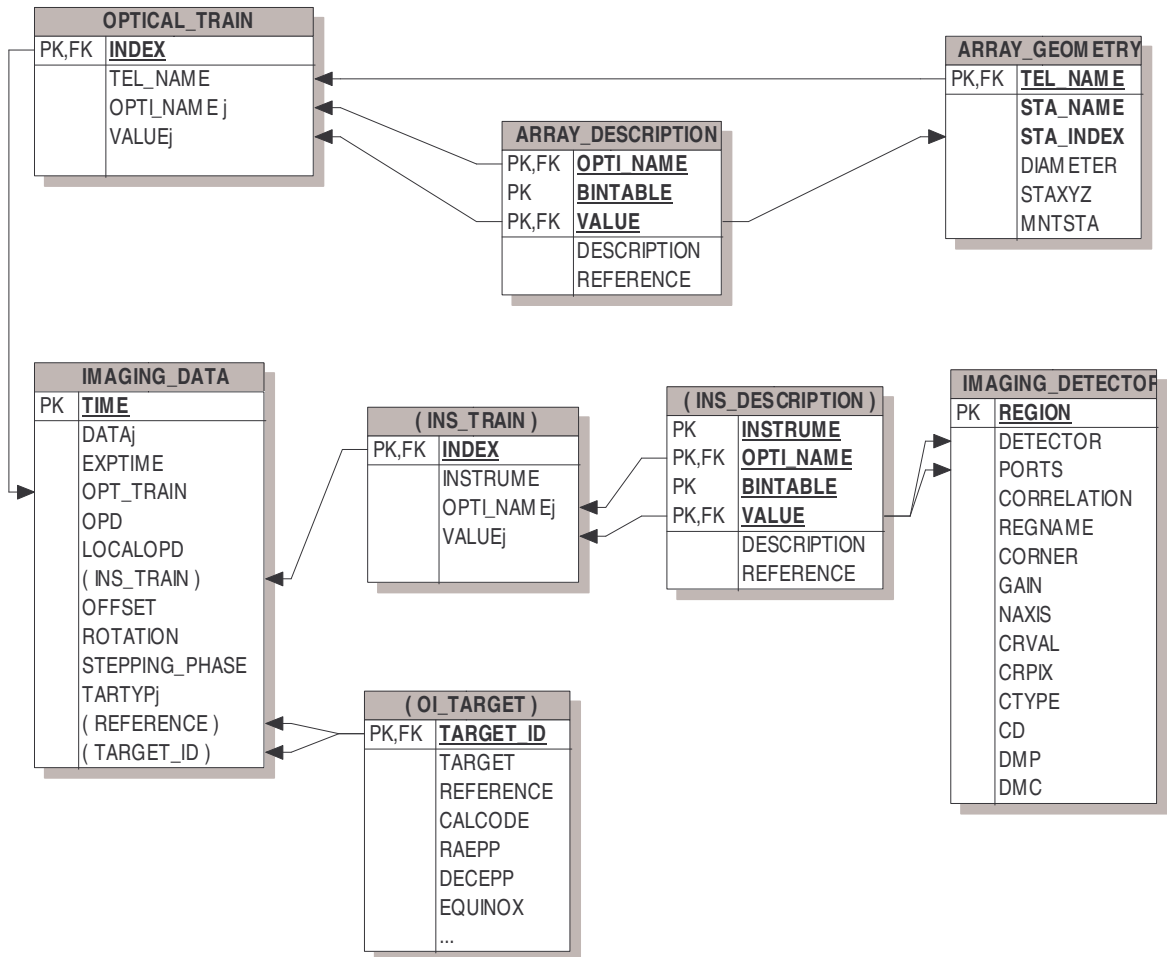 OPTICAL_TRAIN
PK,FK INDEX
TEL_NAME
OPTI_NAMEj
VALUEj
ARRAY_GEOMETRY
PK,FK TEL_NAME
STA_NAME
STA_INDEX
DIAMETER
STAXYZ
MNTSTA
ARRAY_DESCRIPTION
PK,FK OPTI_NAME
PK BINTABLE
PK,FK VALUE
DESCRIPTION
REFERENCE
IMAGING_DATA
PK TIME
DATAj
EXPTIME
OPT_TRAIN
OPD
LOCALOPD
( INS_TRAIN )
OFFSET
ROTATION
STEPPING_PHASE
TARTYPj
( REFERENCE )
( TARGET_ID )
( INS_TRAIN )
PK,FK INDEX
INSTRUME
OPTI_NAMEj
VALUEj
( INS_DESCRIPTION )
PK INSTRUME
PK,FK OPTI_NAME
PK BINTABLE
PK,FK VALUE
DESCRIPTION
REFERENCE
IMAGING_DETECTOR
PK REGION
DETECTOR
PORTS
CORRELATION
REGNAME
CORNER
GAIN
NAXIS
CRVAL
CRPIX
CTYPE
CD
DMP
DMC
( OI_TARGET )
PK,FK TARGET_ID
TARGET
REFERENCE
CALCODE
RAEPP
DECEPP
EQUINOX
...